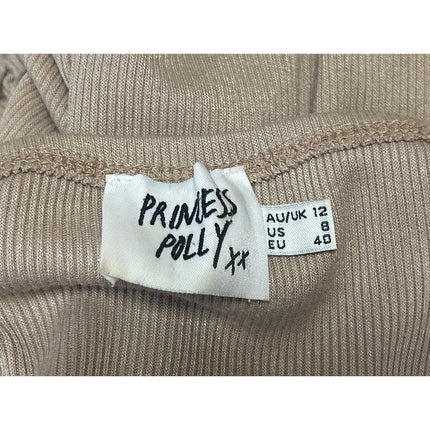 PRINCESS
POLLY xx
AU/UK 12
US 8
EU 40